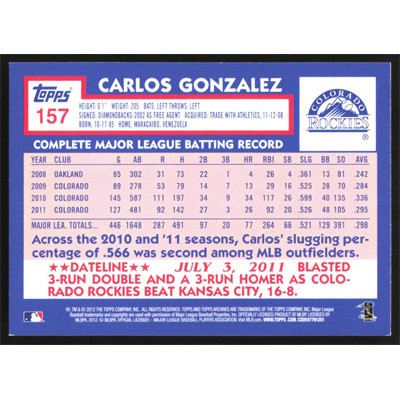 Topps
157
CARLOS GONZALEZ
HEIGHT: 6'1" WEIGHT: 205 BATS: LEFT THROWS: LEFT
SIGNED: DIAMONDBACKS-2002 AS FREE AGENT ACQUIRED: TRADE WITH ATHLETICS, 11-12-08
BORN: 10-17-85 HOME: MARACAIBO, VENEZUELA
COLORADO
ROCKIES
COMPLETE MAJOR LEAGUE BATTING RECORD
YEAR CLUB G AB R H 2B 3B HR RBI SB SLG BB SO AVG
2008 OAKLAND 85 302 31 73 22 1 4 26 4 .361 13 81 .242
2009 COLORADO 89 278 53 79 14 7 13 29 16 .525 28 70 .284
2010 COLORADO 145 587 111 197 34 9 34 117 26 .598 40 135 .336
2011 COLORADO 127 481 92 142 27 3 26 92 20 .526 48 105 .295
MAJOR LEA. TOTALS... 446 1648 287 491 97 20 77 264 66 .531 129 391 .298
Across the 2010 and '11 seasons, Carlos' slugging per-
centage of .566 was second among MLB outfielders.
★★DATELINE★★ JULY 3, 2011 BLASTED
3-RUN DOUBLE AND A 3-RUN HOMER AS COLO-
RADO ROCKIES BEAT KANSAS CITY, 16-8.